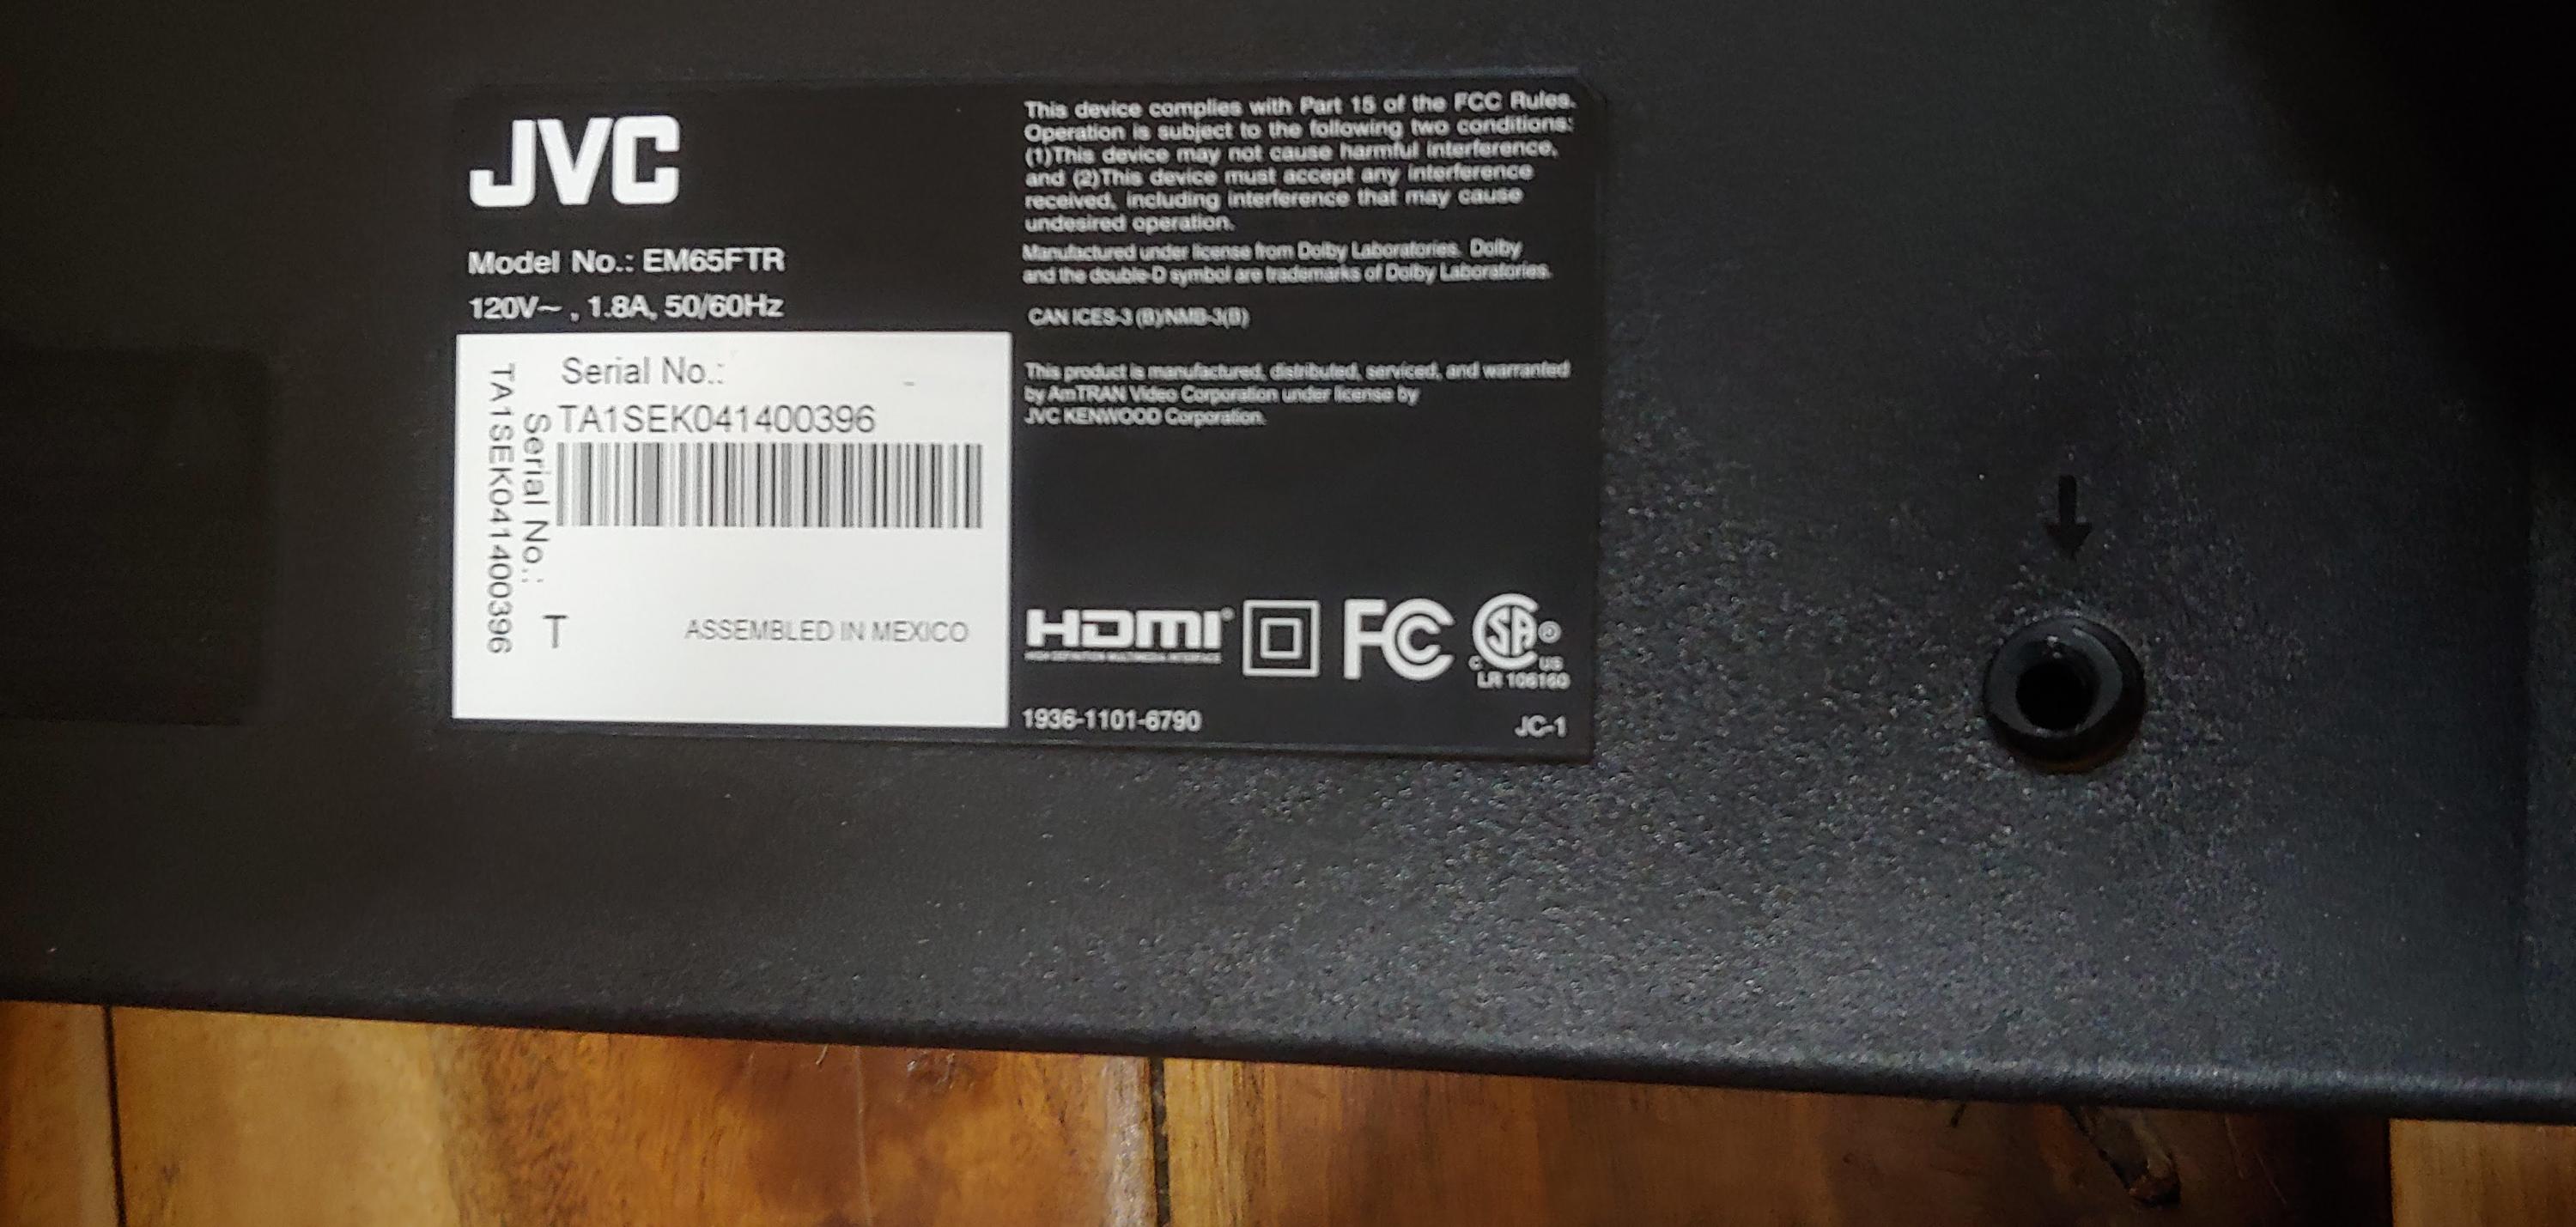 JVC
Model No.: EM65FTR
120V~ , 1.8A, 50/60Hz
Serial No.:
TA1SEK041400396
Serial No.:
TA1SEK041400396
T
ASSEMBLED IN MEXICO
This device complies with Part 15 of the FCC Rules.
Operation is subject to the following two conditions:
(1)This device may not cause harmful interference,
and (2)This device must accept any interference
received, including interference that may cause
undesired operation.
Manufactured under license from Dolby Laboratories. Dolby
and the double-D symbol are trademarks of Dolby Laboratories.
CAN ICES-3 (B)/NMB-3(B)
This product is manufactured, distributed, serviced, and warranted
by AmTRAN Video Corporation under license by
JVC KENWOOD Corporation.
HDMI®
HIGH-DEFINITION MULTIMEDIA INTERFACE
FC
SA ®
C US
LR 106160
1936-1101-6790
JC-1